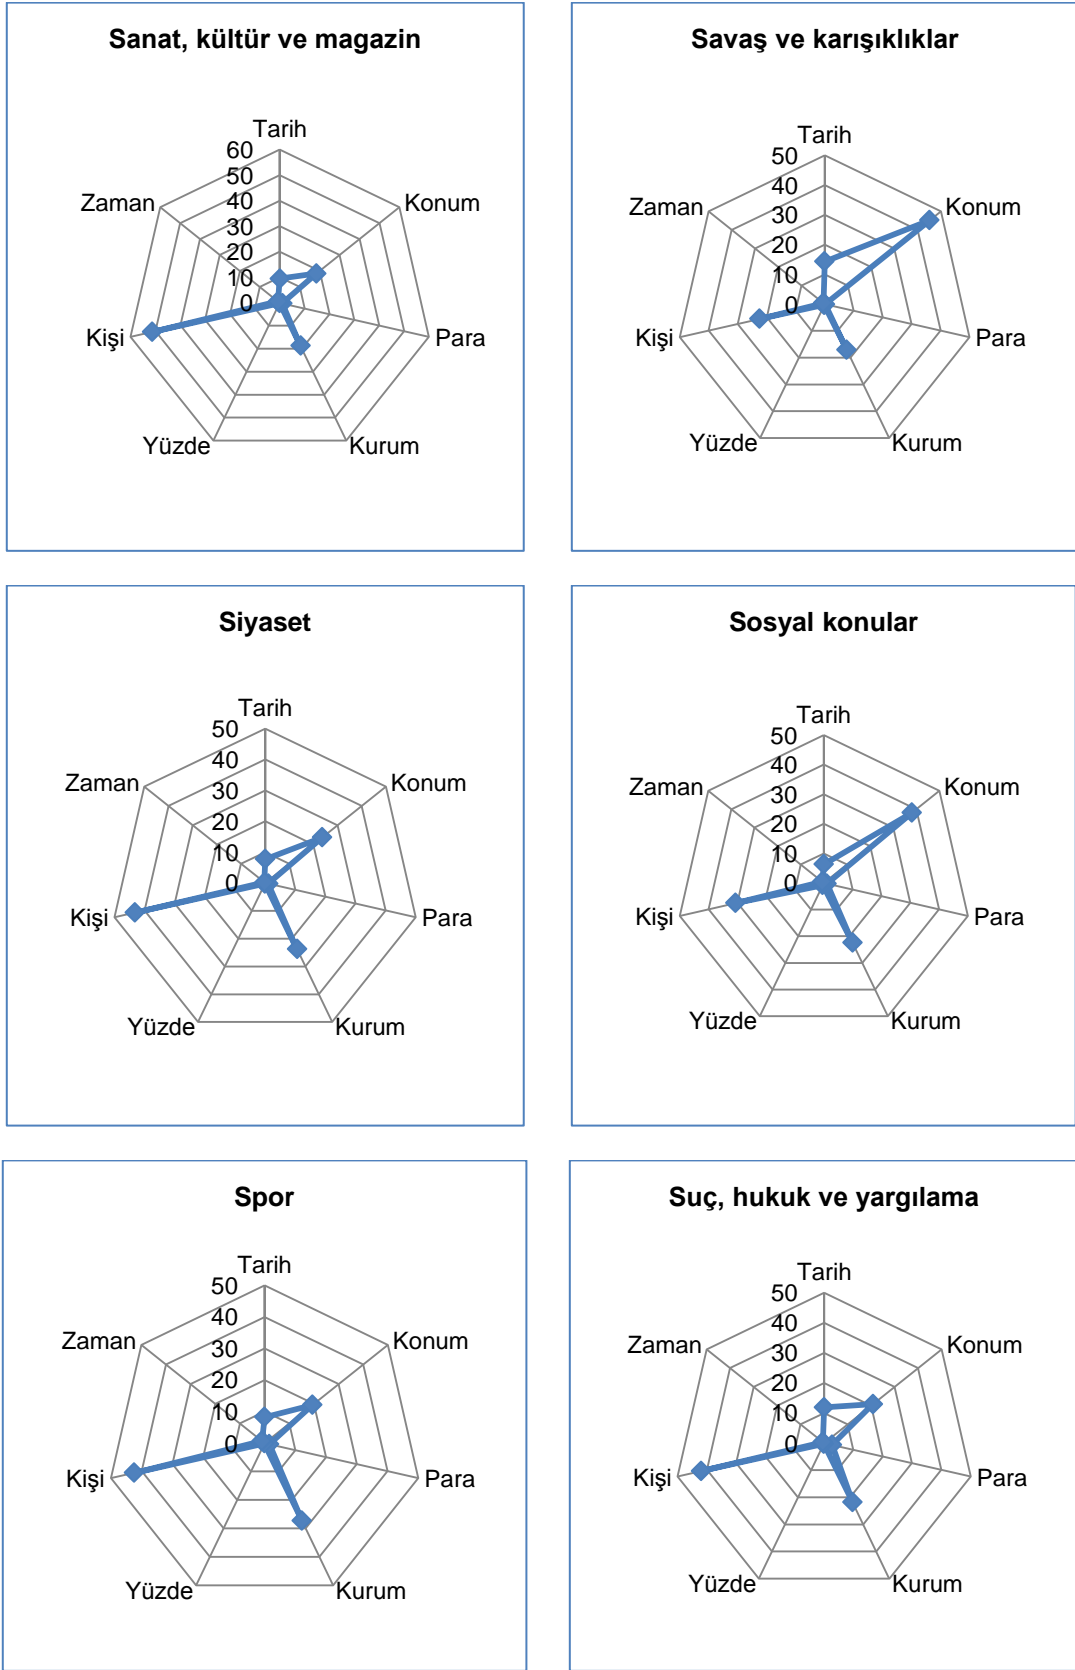 Sanat, kültür ve magazin
Tarih
60
50
40
30
20
10
0
Zaman
Konum
Kişi
Para
Yüzde
Kurum
Savaş ve karışıklıklar
Tarih
50
40
30
20
10
0
Zaman
Konum
Kişi
Para
Yüzde
Kurum
Siyaset
Tarih
50
40
30
20
10
0
Zaman
Konum
Kişi
Para
Yüzde
Kurum
Sosyal konular
Tarih
50
40
30
20
10
0
Zaman
Konum
Kişi
Para
Yüzde
Kurum
Spor
Tarih
50
40
30
20
10
0
Zaman
Konum
Kişi
Para
Yüzde
Kurum
Suç, hukuk ve yargılama
Tarih
50
40
30
20
10
0
Zaman
Konum
Kişi
Para
Yüzde
Kurum